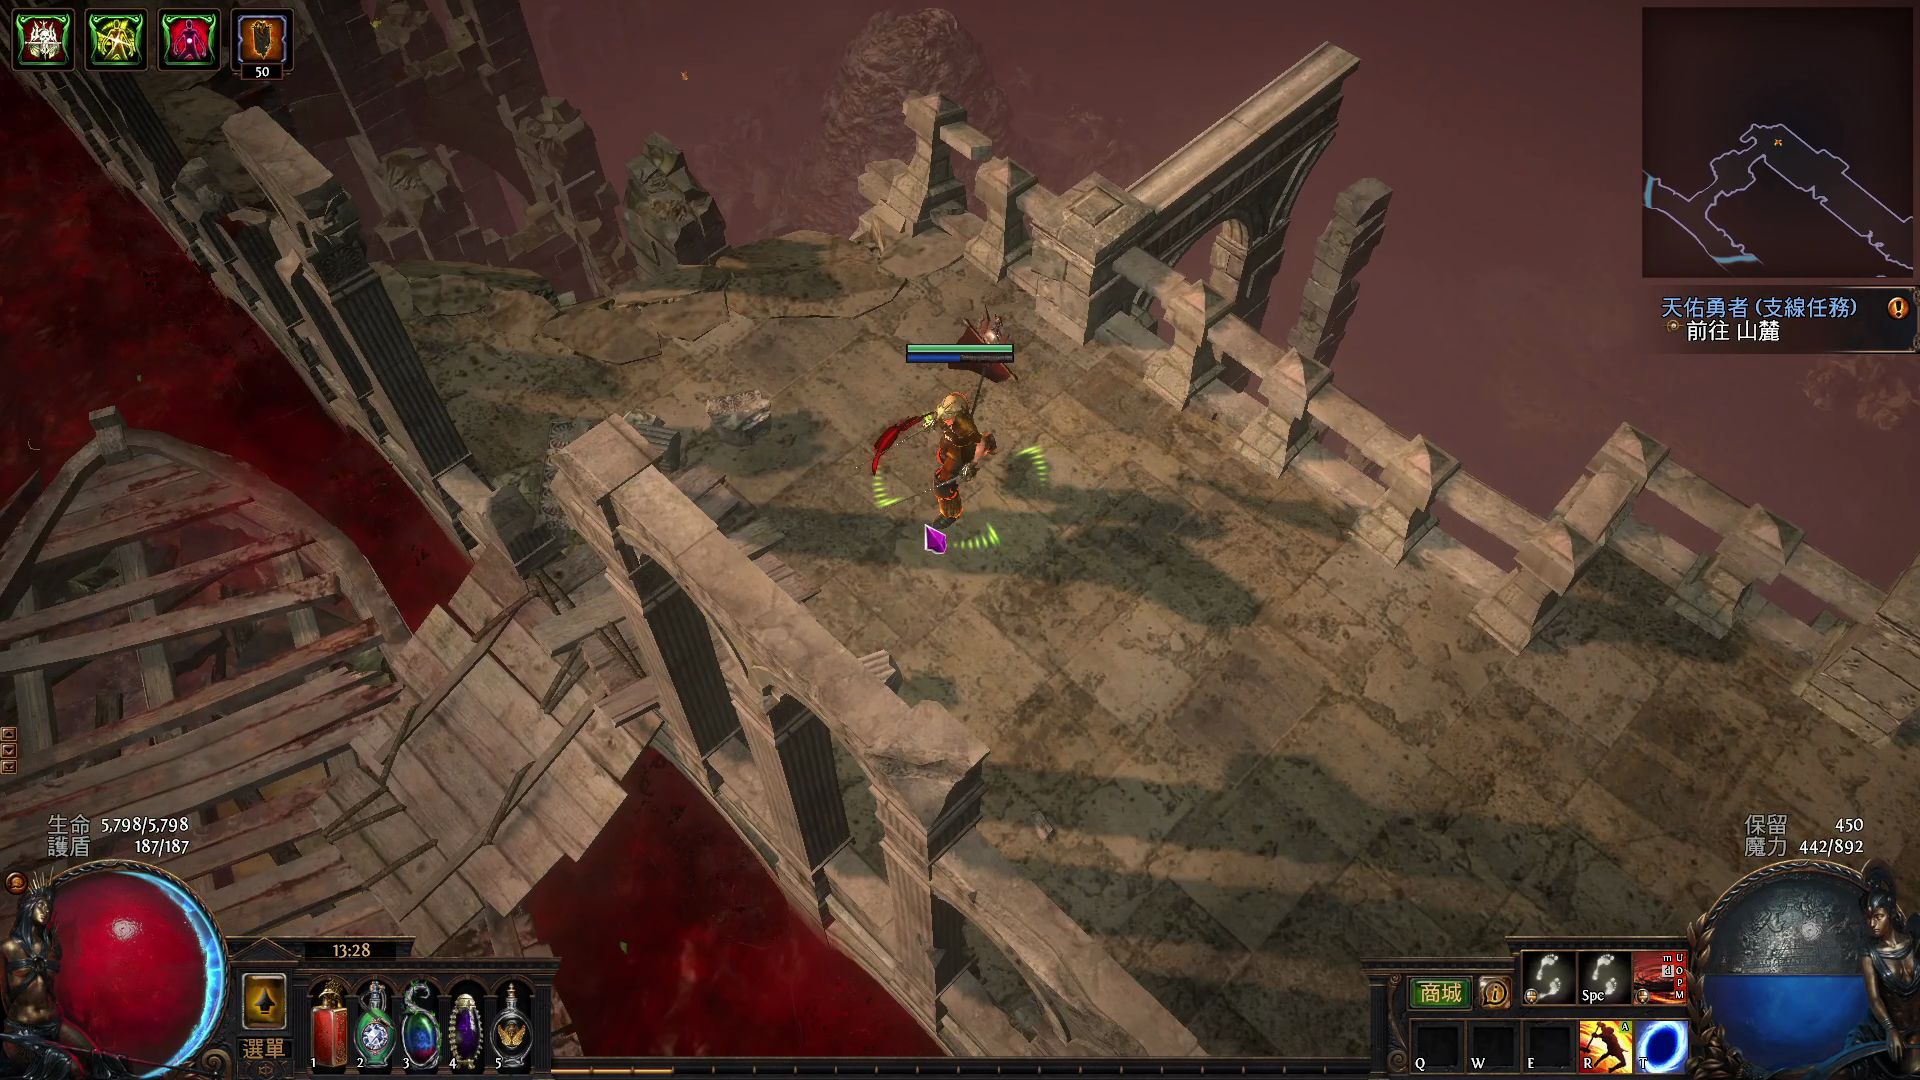 50
天佑勇者 (支線任務)
前往 山麓
生命 5,798/5,798
護盾 187/187
保留 450
魔力 442/892
13:28
選單
1
2
3
4
5
商城
Spc
m U
d O
P
M
Q
W
E
R
A
T